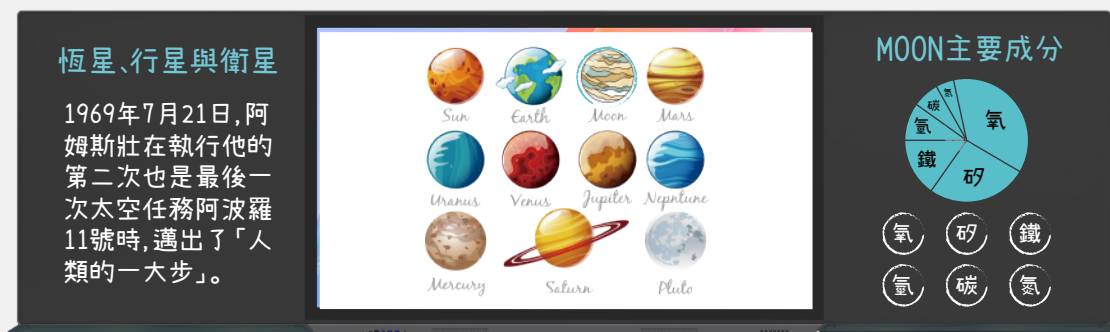 恆星、行星與衛星
1969年7月21日,阿
姆斯壯在執行他的
第二次也是最後一
次太空任務阿波羅
11號時,邁出了「人
類的一大步」。
Sun Earth Moon Mars
Uranus Venus Jupiter Nepntune
Mercury Saturn Pluto
MOON主要成分
氮
碳
氫
氧
鐵
矽
氧 矽 鐵
氫 碳 氮